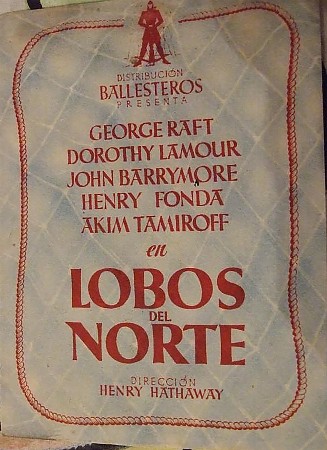 DISTRIBUCIÓN
BALLESTEROS
PRESENTA
GEORGE RAFT
DOROTHY LAMOUR
JOHN BARRYMORE
HENRY FONDA
AKIM TAMIROFF
en
LOBOS
DEL
NORTE
DIRECCIÓN
HENRY HATHAWAY